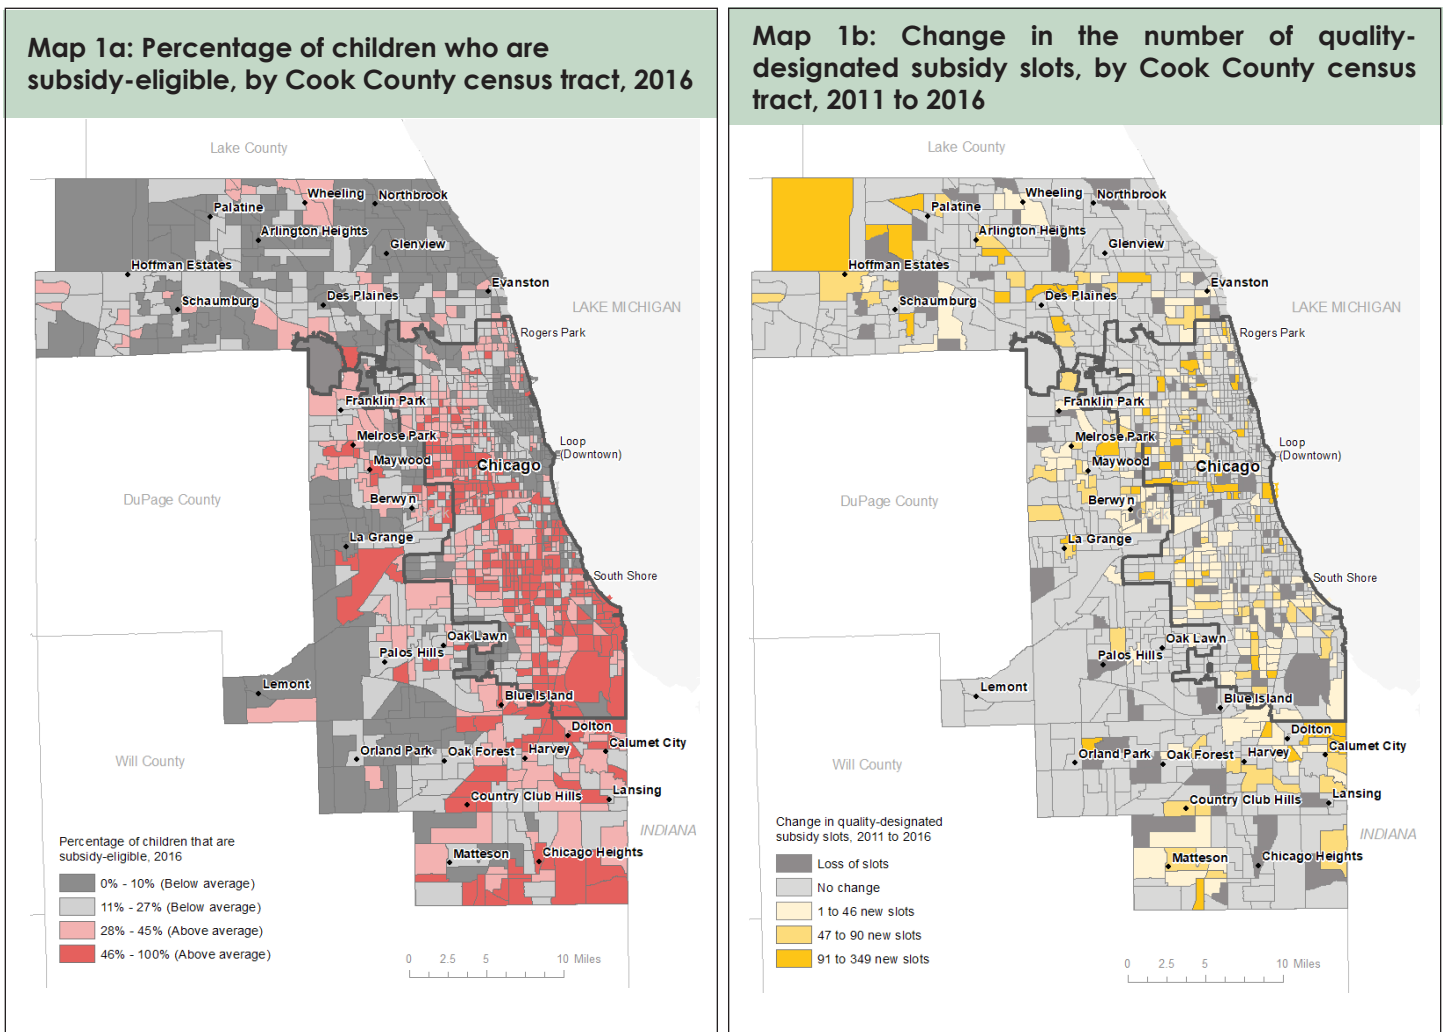 Map 1a: Percentage of children who are
subsidy-eligible, by Cook County census tract, 2016
Lake County
Wheeling
Northbrook
Palatine
Arlington Heights
Glenview
Hoffman Estates
Evanston
Schaumburg
Des Plaines
LAKE MICHIGAN
Rogers Park
Franklin Park
Melrose Park
Loop
(Downtown)
Maywood
Chicago
DuPage County
Berwyn
La Grange
South Shore
Oak Lawn
Palos Hills
Lemont
Blue Island
Dolton
Orland Park
Oak Forest
Harvey
Calumet City
Will County
Country Club Hills
Lansing
INDIANA
Matteson
Chicago Heights
Percentage of children that are
subsidy-eligible, 2016
0% - 10% (Below average)
11% - 27% (Below average)
28% - 45% (Above average)
46% - 100% (Above average)
0 2.5 5 10 Miles
Map 1b: Change in the number of quality-
designated subsidy slots, by Cook County census
tract, 2011 to 2016
Lake County
Wheeling
Northbrook
Palatine
Arlington Heights
Glenview
Hoffman Estates
Evanston
Schaumburg
Des Plaines
LAKE MICHIGAN
Rogers Park
Franklin Park
Melrose Park
Loop
(Downtown)
Maywood
Chicago
DuPage County
Berwyn
La Grange
South Shore
Oak Lawn
Palos Hills
Lemont
Blue Island
Dolton
Orland Park
Oak Forest
Harvey
Calumet City
Will County
Country Club Hills
Lansing
INDIANA
Matteson
Chicago Heights
Change in quality-designated
subsidy slots, 2011 to 2016
Loss of slots
No change
1 to 46 new slots
47 to 90 new slots
91 to 349 new slots
0 2.5 5 10 Miles